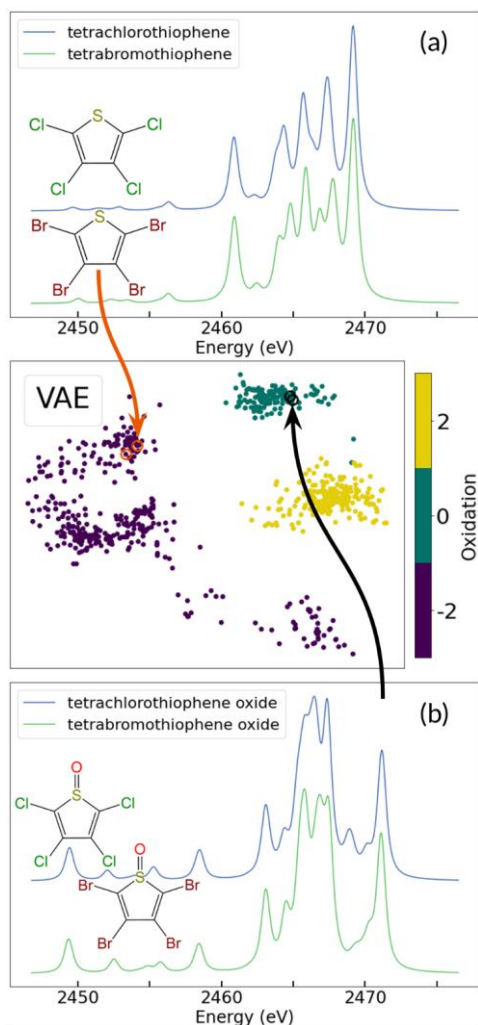 tetrachlorothiophene
tetrabromothiophene
(a)
S
Cl Cl
Cl Cl
S
Br Br
Br Br
2450 2460 2470
Energy (eV)
VAE
2
0
-2
Oxidation
tetrachlorothiophene oxide
tetrabromothiophene oxide
(b)
O
S
Cl Cl
Cl Cl
O
S
Br Br
Br Br
2450 2460 2470
Energy (eV)